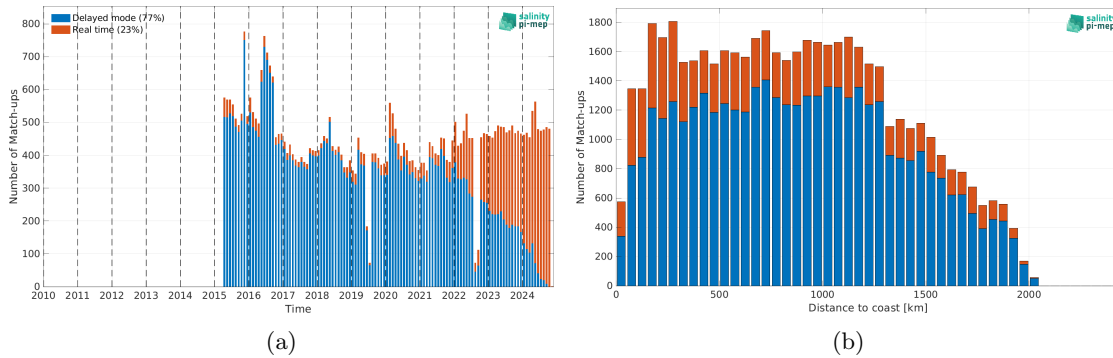 Delayed mode (77%)
Real time (23%)
salinity
pi-mep
Number of Match-ups
800
700
600
500
400
300
200
100
0
2010 2011 2012 2013 2014 2015 2016 2017 2018 2019 2020 2021 2022 2023 2024
Time
(a)
salinity
pi-mep
Number of Match-ups
1800
1600
1400
1200
1000
800
600
400
200
0
0 500 1000 1500 2000
Distance to coast [km]
(b)